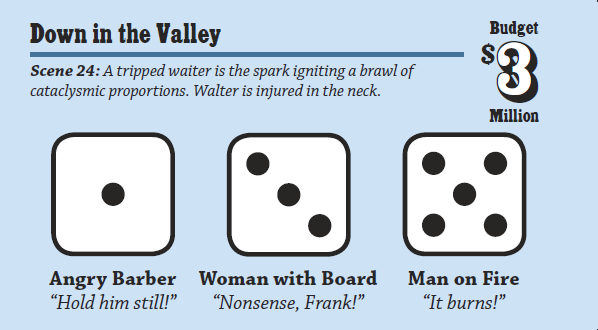 Down in the Valley
Budget
$3
Million
Scene 24: A tripped waiter is the spark igniting a brawl of
cataclysmic proportions. Walter is injured in the neck.
Angry Barber
"Hold him still!"
Woman with Board
"Nonsense, Frank!"
Man on Fire
"It burns!"